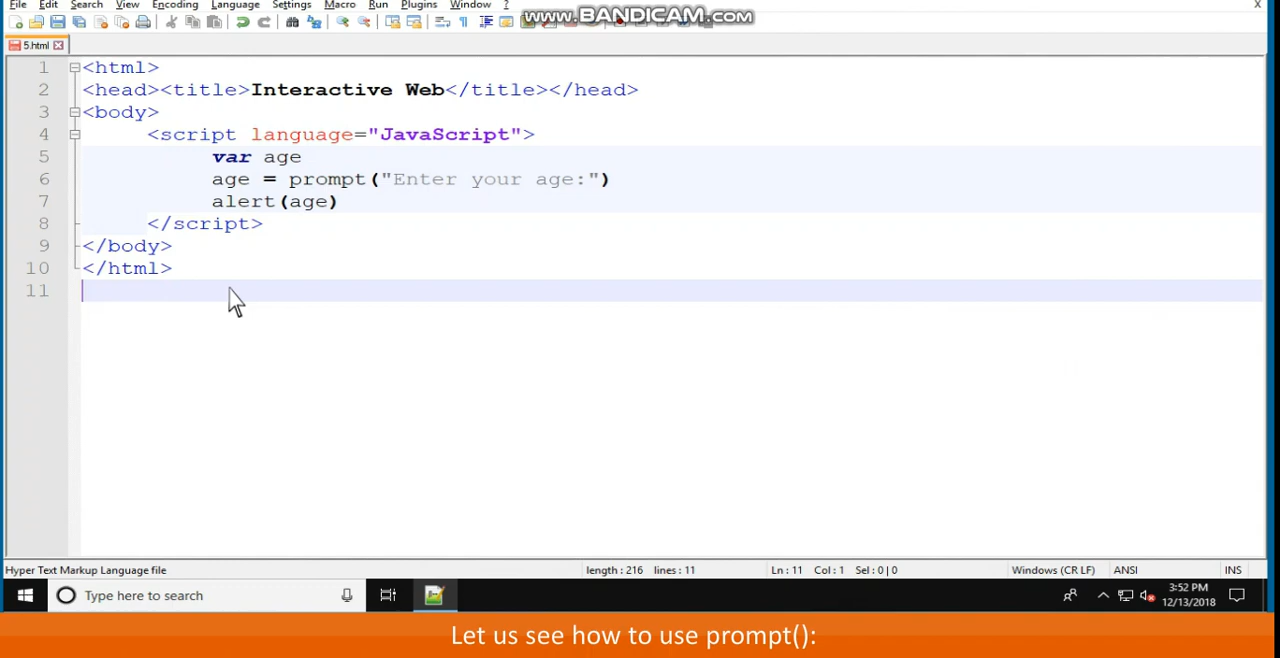 File Edit Search View Encoding Language Settings Macro Run Plugins Window ? X
www.BANDICAM.com
5.html
1 <html>
2 <head><title>Interactive Web</title></head>
3 <body>
4 <script language="JavaScript">
5 var age
6 age = prompt("Enter your age:")
7 alert(age)
8 </script>
9 </body>
10 </html>
11
Hyper Text Markup Language file length : 216 lines : 11 Ln : 11 Col : 1 Sel : 0 | 0 Windows (CR LF) ANSI INS
Type here to search
3:52 PM
12/13/2018
Let us see how to use prompt():